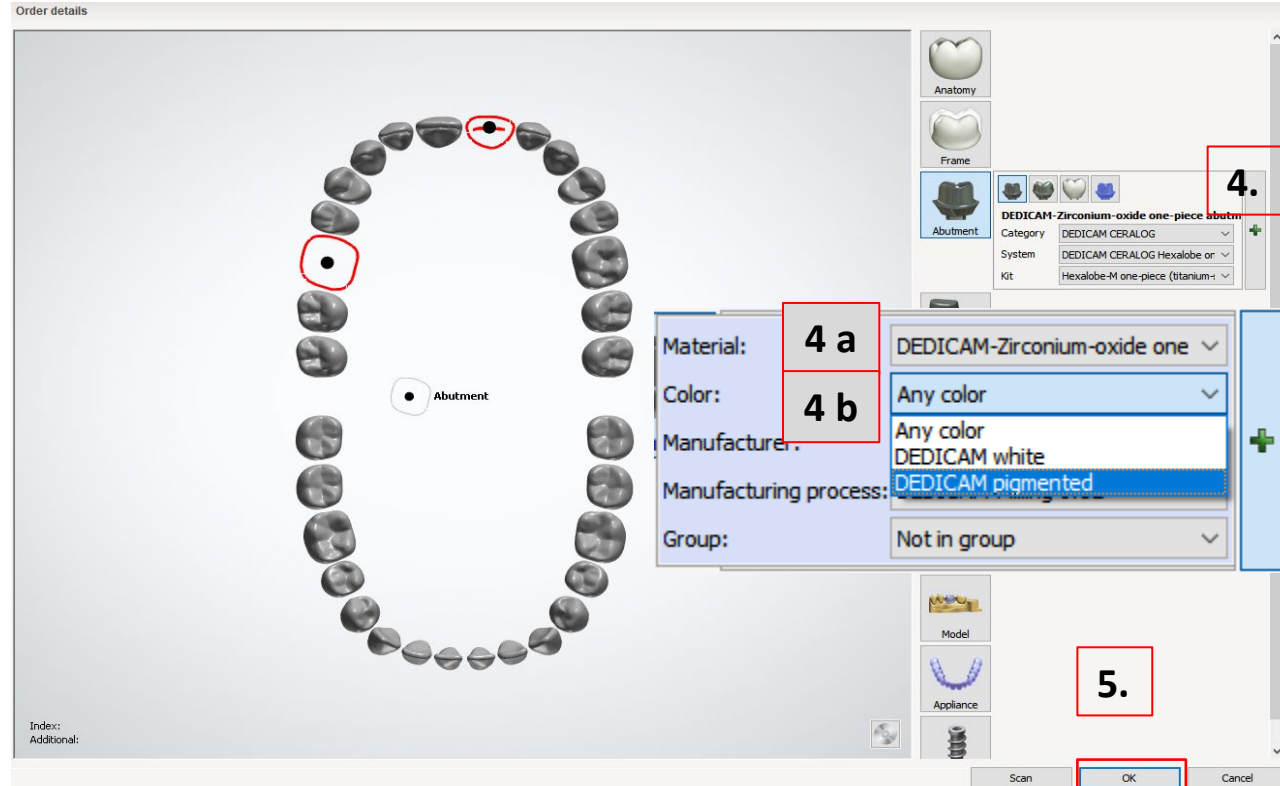 Order details
Anatomy
Frame
Abutment
4.
DEDICAM-Zirconium-oxide one-piece abutm
Category DEDICAM CERALOG
System DEDICAM CERALOG Hexalobe or
Kit Hexalobe-M one-piece (titanium-
Material: 4 a DEDICAM-Zirconium-oxide one
Color: 4 b Any color
Any color
DEDICAM white
DEDICAM pigmented
Manufacturer:
Manufacturing process:
Group: Not in group
Abutment
Model
Appliance
5.
Index:
Additional:
Scan OK Cancel